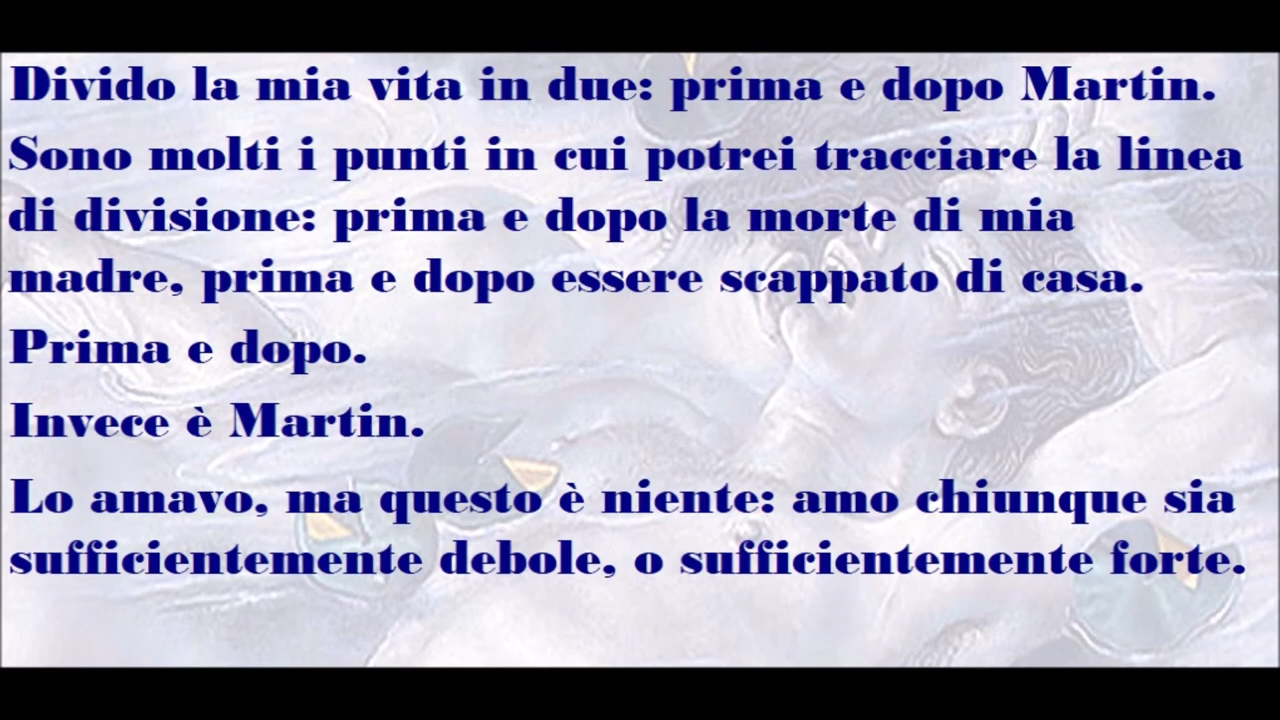 Divido la mia vita in due: prima e dopo Martin.
Sono molti i punti in cui potrei tracciare la linea
di divisione: prima e dopo la morte di mia
madre, prima e dopo essere scappato di casa.
Prima e dopo.
Invece è Martin.
Lo amavo, ma questo è niente: amo chiunque sia
sufficientemente debole, o sufficientemente forte.